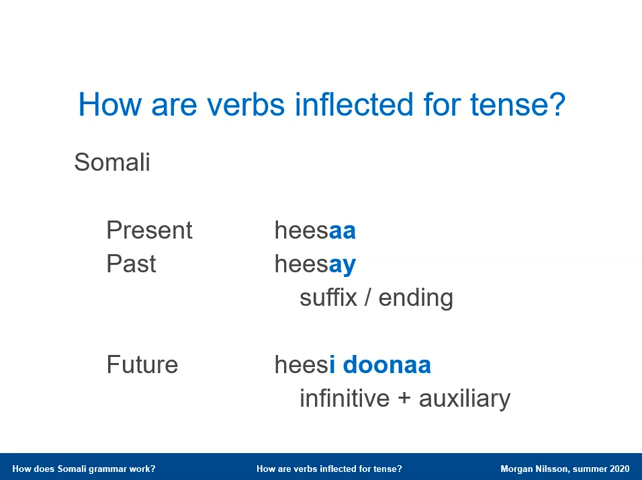 How are verbs inflected for tense?
Somali
Present heesaa
Past heesay
suffix / ending
Future heesi doonaa
infinitive + auxiliary
How does Somali grammar work? How are verbs inflected for tense? Morgan Nilsson, summer 2020